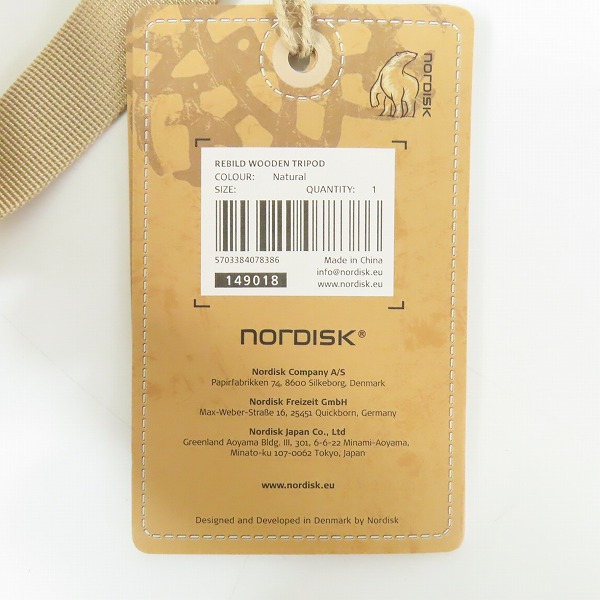 NORDISK
REBILD WOODEN TRIPOD
COLOUR: Natural
SIZE: QUANTITY: 1
5703384078386 Made in China
info@nordisk.eu
149018 www.nordisk.eu
NORDISK®
Nordisk Company A/S
Papirfabrikken 74, 8600 Silkeborg, Denmark
Nordisk Freizeit GmbH
Max-Weber-Straße 16, 25451 Quickborn, Germany
Nordisk Japan Co., Ltd
Greenland Aoyama Bldg. III, 301, 6-6-22 Minami-Aoyama,
Minato-ku 107-0062 Tokyo, Japan
www.nordisk.eu
Designed and Developed in Denmark by Nordisk